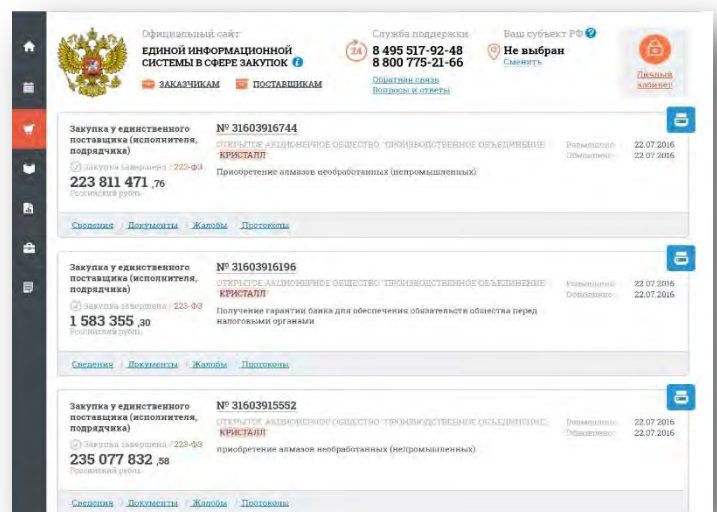 Официальный сайт
ЕДИНОЙ ИНФОРМАЦИОННОЙ
СИСТЕМЫ В СФЕРЕ ЗАКУПОК
ЗАКАЗЧИКАМ ПОСТАВЩИКАМ
Служба поддержки
24
8 495 517-92-48
8 800 775-21-66
Обратная связь
Вопросы и ответы
Ваш субъект РФ
Не выбран
Сменить
Личный
кабинет
Закупка у единственного
поставщика (исполнителя,
подрядчика)
Закупка завершена / 223-ФЗ
223 811 471 ,76
Российский рубль
№ 31603916744
ОТКРЫТОЕ АКЦИОНЕРНОЕ ОБЩЕСТВО "ПРОИЗВОДСТВЕННОЕ ОБЪЕДИНЕНИЕ
КРИСТАЛЛ
Приобретение алмазов необработанных (непромышленных)
Размещено: 22.07.2016
Обновлено: 22.07.2016
Сведения / Документы / Жалобы / Протоколы
Закупка у единственного
поставщика (исполнителя,
подрядчика)
Закупка завершена / 223-ФЗ
1 583 355 ,30
Российский рубль
№ 31603916196
ОТКРЫТОЕ АКЦИОНЕРНОЕ ОБЩЕСТВО "ПРОИЗВОДСТВЕННОЕ ОБЪЕДИНЕНИЕ
КРИСТАЛЛ
Получение гарантии банка для обеспечения обязательств общества перед
налоговыми органами
Размещено: 22.07.2016
Обновлено: 22.07.2016
Сведения / Документы / Жалобы / Протоколы
Закупка у единственного
поставщика (исполнителя,
подрядчика)
Закупка завершена / 223-ФЗ
235 077 832 ,58
Российский рубль
№ 31603915552
ОТКРЫТОЕ АКЦИОНЕРНОЕ ОБЩЕСТВО "ПРОИЗВОДСТВЕННОЕ ОБЪЕДИНЕНИЕ
КРИСТАЛЛ
приобретение алмазов необработанных (непромышленных)
Размещено: 22.07.2016
Обновлено: 22.07.2016
Сведения / Документы / Жалобы / Протоколы